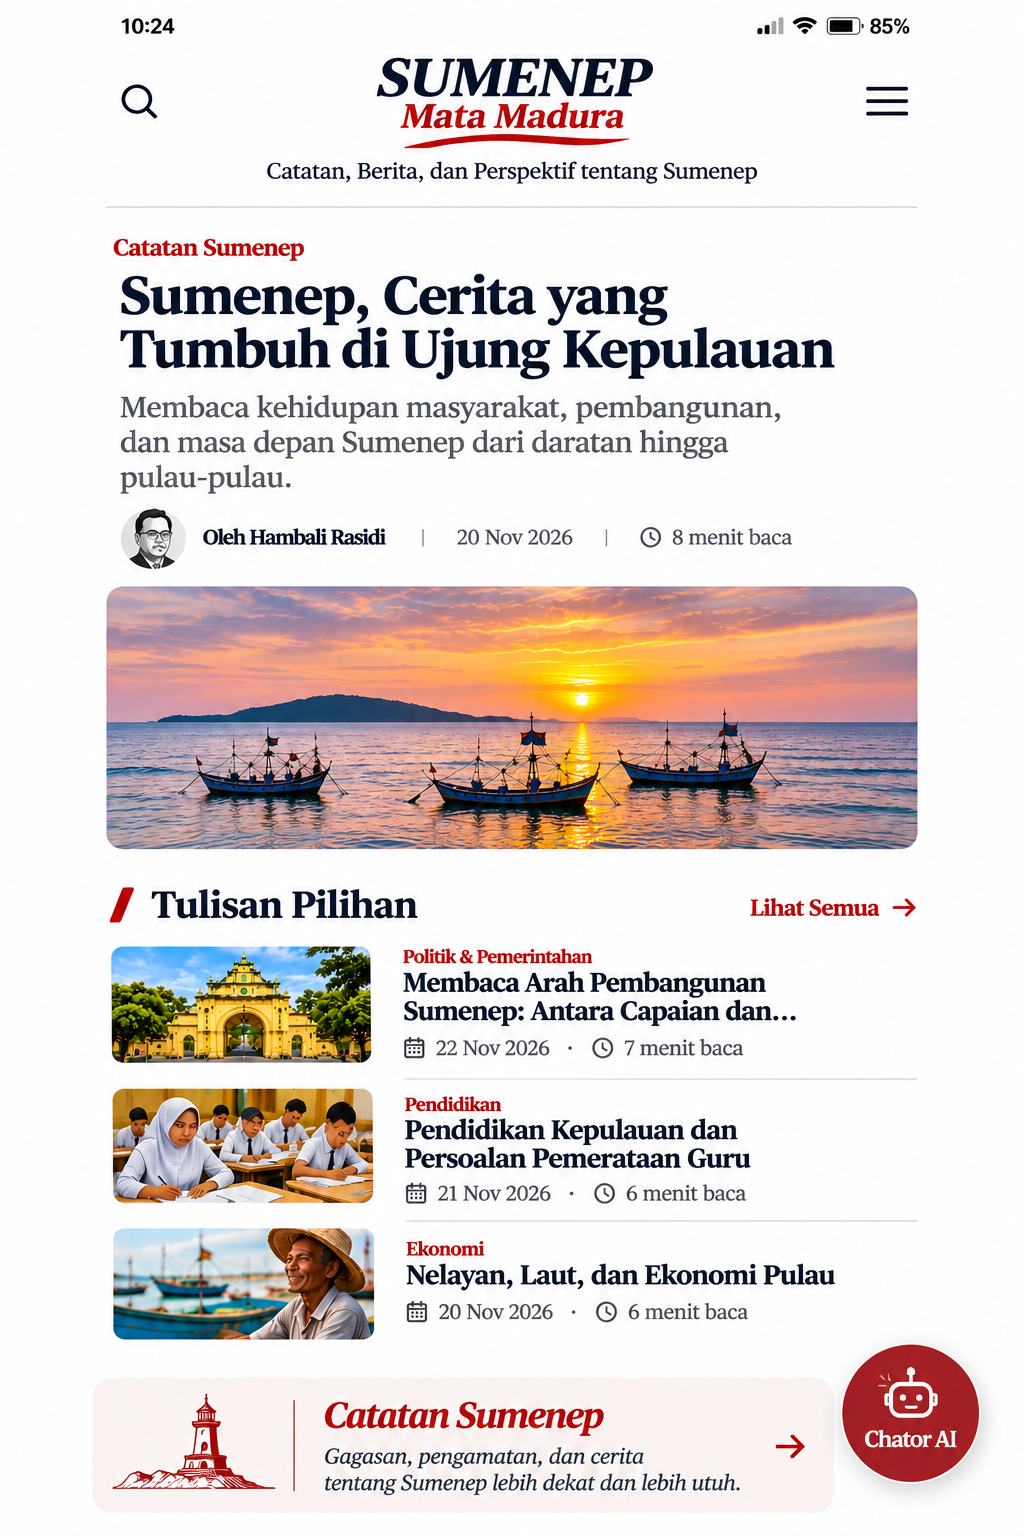 10:24
85%
SUMENEP
Mata Madura
Catatan, Berita, dan Perspektif tentang Sumenep
Catatan Sumenep
Sumenep, Cerita yang
Tumbuh di Ujung Kepulauan
Membaca kehidupan masyarakat, pembangunan,
dan masa depan Sumenep dari daratan hingga
pulau-pulau.
Oleh Hambali Rasidi | 20 Nov 2026 | 8 menit baca
Tulisan Pilihan
Lihat Semua →
Politik & Pemerintahan
Membaca Arah Pembangunan
Sumenep: Antara Capaian dan...
22 Nov 2026 · 7 menit baca
Pendidikan
Pendidikan Kepulauan dan
Persoalan Pemerataan Guru
21 Nov 2026 · 6 menit baca
Ekonomi
Nelayan, Laut, dan Ekonomi Pulau
20 Nov 2026 · 6 menit baca
Catatan Sumenep
Gagasan, pengamatan, dan cerita
tentang Sumenep lebih dekat dan lebih utuh.
Chator AI